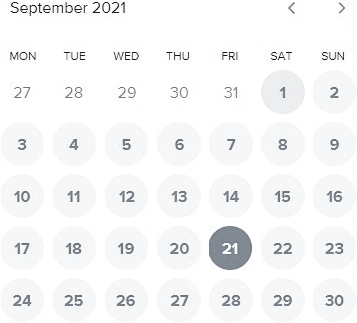 September 2021
MON TUE WED THU FRI SAT SUN
27 28 29 30 31 1 2
3 4 5 6 7 8 9
10 11 12 13 14 15 16
17 18 19 20 21 22 23
24 25 26 27 28 29 30